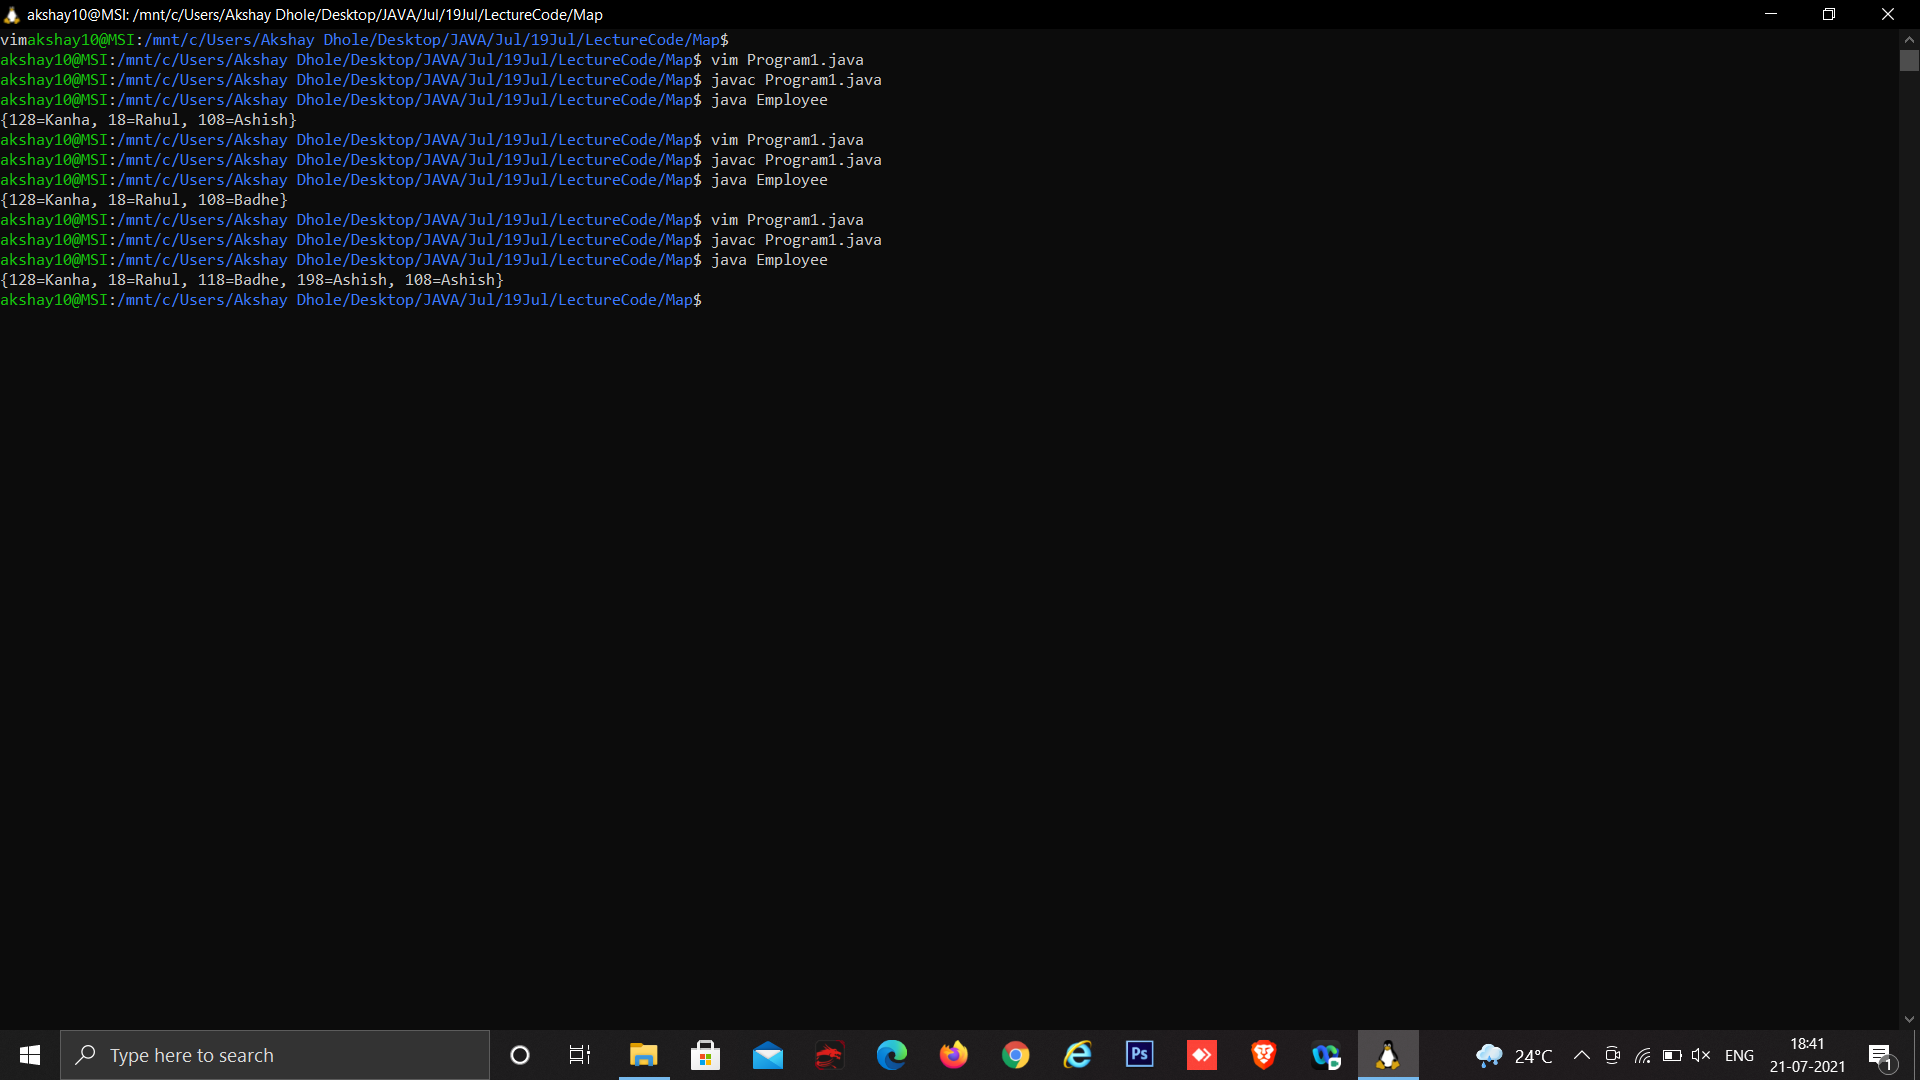 akshay10@MSI: /mnt/c/Users/Akshay Dhole/Desktop/JAVA/Jul/19Jul/LectureCode/Map
vimakshay10@MSI:/mnt/c/Users/Akshay Dhole/Desktop/JAVA/Jul/19Jul/LectureCode/Map$
akshay10@MSI:/mnt/c/Users/Akshay Dhole/Desktop/JAVA/Jul/19Jul/LectureCode/Map$ vim Program1.java
akshay10@MSI:/mnt/c/Users/Akshay Dhole/Desktop/JAVA/Jul/19Jul/LectureCode/Map$ javac Program1.java
akshay10@MSI:/mnt/c/Users/Akshay Dhole/Desktop/JAVA/Jul/19Jul/LectureCode/Map$ java Employee
{128=Kanha, 18=Rahul, 108=Ashish}
akshay10@MSI:/mnt/c/Users/Akshay Dhole/Desktop/JAVA/Jul/19Jul/LectureCode/Map$ vim Program1.java
akshay10@MSI:/mnt/c/Users/Akshay Dhole/Desktop/JAVA/Jul/19Jul/LectureCode/Map$ javac Program1.java
akshay10@MSI:/mnt/c/Users/Akshay Dhole/Desktop/JAVA/Jul/19Jul/LectureCode/Map$ java Employee
{128=Kanha, 18=Rahul, 108=Badhe}
akshay10@MSI:/mnt/c/Users/Akshay Dhole/Desktop/JAVA/Jul/19Jul/LectureCode/Map$ vim Program1.java
akshay10@MSI:/mnt/c/Users/Akshay Dhole/Desktop/JAVA/Jul/19Jul/LectureCode/Map$ javac Program1.java
akshay10@MSI:/mnt/c/Users/Akshay Dhole/Desktop/JAVA/Jul/19Jul/LectureCode/Map$ java Employee
{128=Kanha, 18=Rahul, 118=Badhe, 198=Ashish, 108=Ashish}
akshay10@MSI:/mnt/c/Users/Akshay Dhole/Desktop/JAVA/Jul/19Jul/LectureCode/Map$
Type here to search
Ps
24°C
ENG
18:41
21-07-2021
1